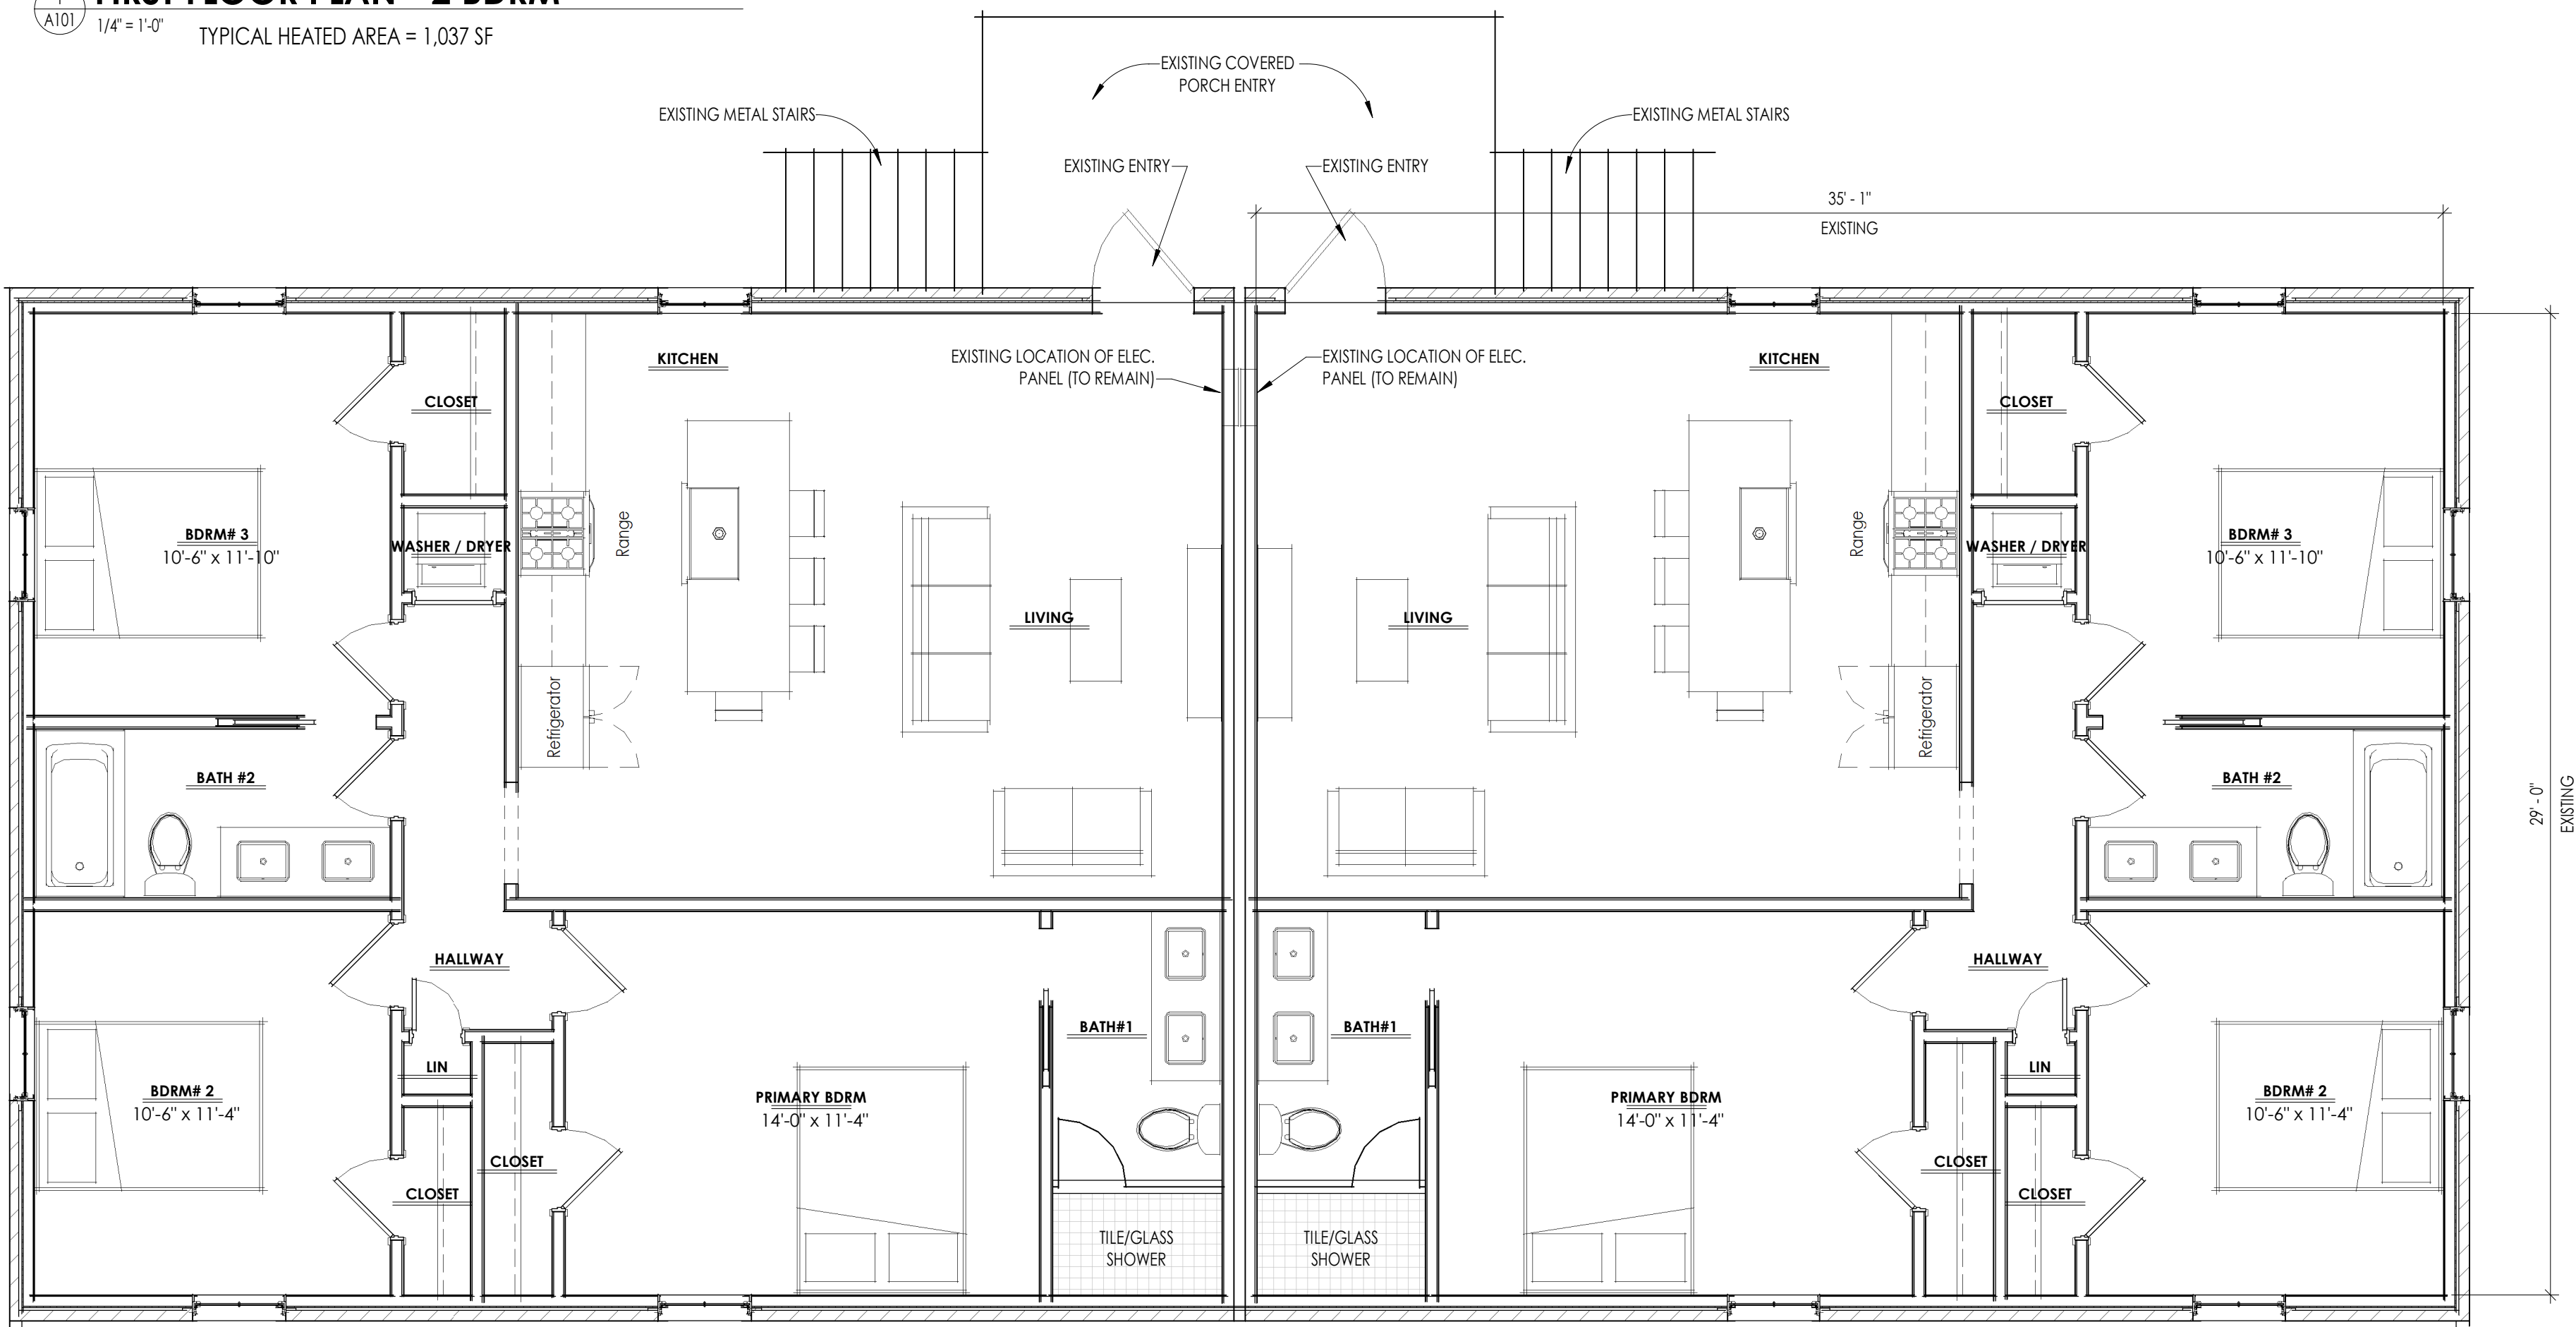 FIRST FLOOR PLAN - 2 BDRM
A101
1/4" = 1'-0"
TYPICAL HEATED AREA = 1,037 SF
EXISTING COVERED
PORCH ENTRY
EXISTING METAL STAIRS
EXISTING METAL STAIRS
EXISTING ENTRY
EXISTING ENTRY
35' - 1"
EXISTING
KITCHEN
EXISTING LOCATION OF ELEC.
PANEL (TO REMAIN)
EXISTING LOCATION OF ELEC.
PANEL (TO REMAIN)
KITCHEN
CLOSET
CLOSET
BDRM# 3
10'-6" x 11'-10"
WASHER / DRYER
Range
Range
WASHER / DRYER
BDRM# 3
10'-6" x 11'-10"
LIVING
LIVING
Refrigerator
Refrigerator
BATH #2
BATH #2
29' - 0"
EXISTING
HALLWAY
HALLWAY
BATH#1
BATH#1
LIN
LIN
BDRM# 2
10'-6" x 11'-4"
PRIMARY BDRM
14'-0" x 11'-4"
PRIMARY BDRM
14'-0" x 11'-4"
BDRM# 2
10'-6" x 11'-4"
CLOSET
CLOSET
CLOSET
CLOSET
TILE/GLASS
SHOWER
TILE/GLASS
SHOWER